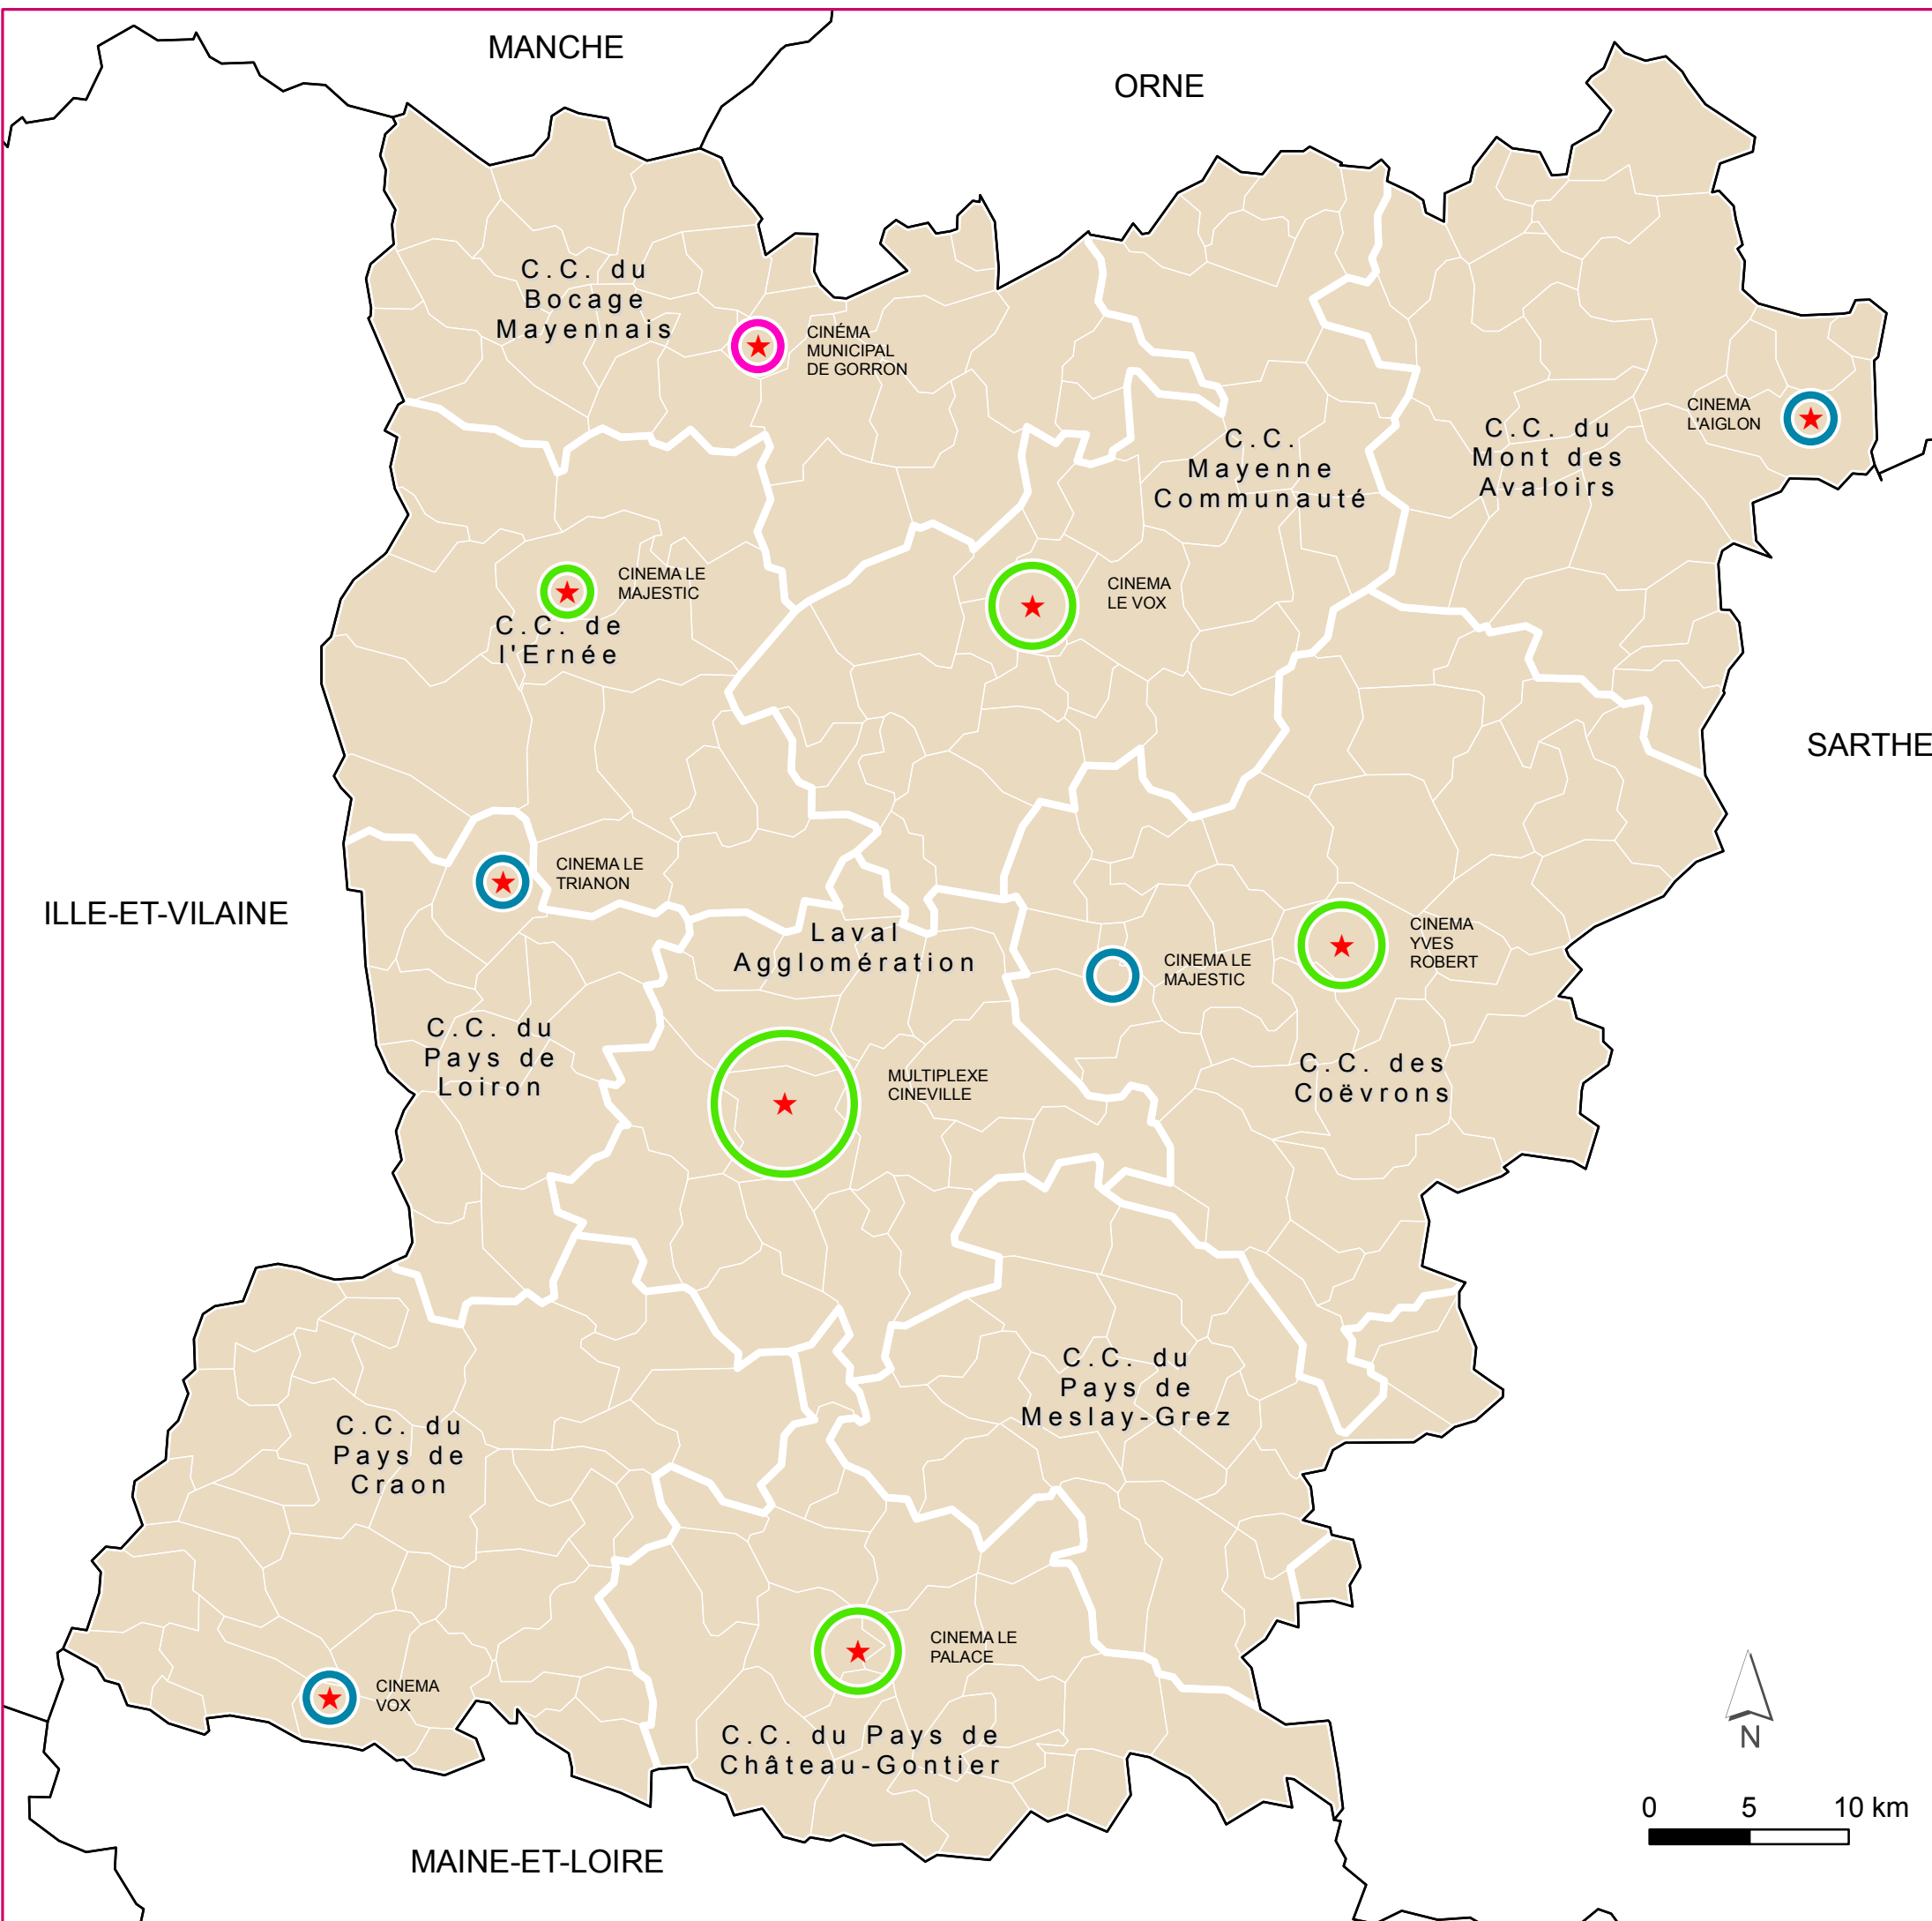 MANCHE
ORNE
C.C. du
Bocage
Mayennais
CINÉMA
MUNICIPAL
DE GORRON
CINEMA
L'AIGLON
C.C. du
Mont des
Avaloirs
C.C.
Mayenne
Communauté
CINEMA LE
MAJESTIC
C.C. de
l'Ernée
CINEMA
LE VOX
SARTHE
CINEMA LE
TRIANON
ILLE-ET-VILAINE
Laval
Agglomération
CINEMA LE
MAJESTIC
CINEMA
YVES
ROBERT
C.C. du
Pays de
Loiron
MULTIPLEXE
CINEVILLE
C.C. des
Coëvrons
C.C. du
Pays de
Meslay-Grez
C.C. du
Pays de
Craon
CINEMA LE
PALACE
CINEMA
VOX
C.C. du Pays de
Château-Gontier
N
0 5 10 km
MAINE-ET-LOIRE